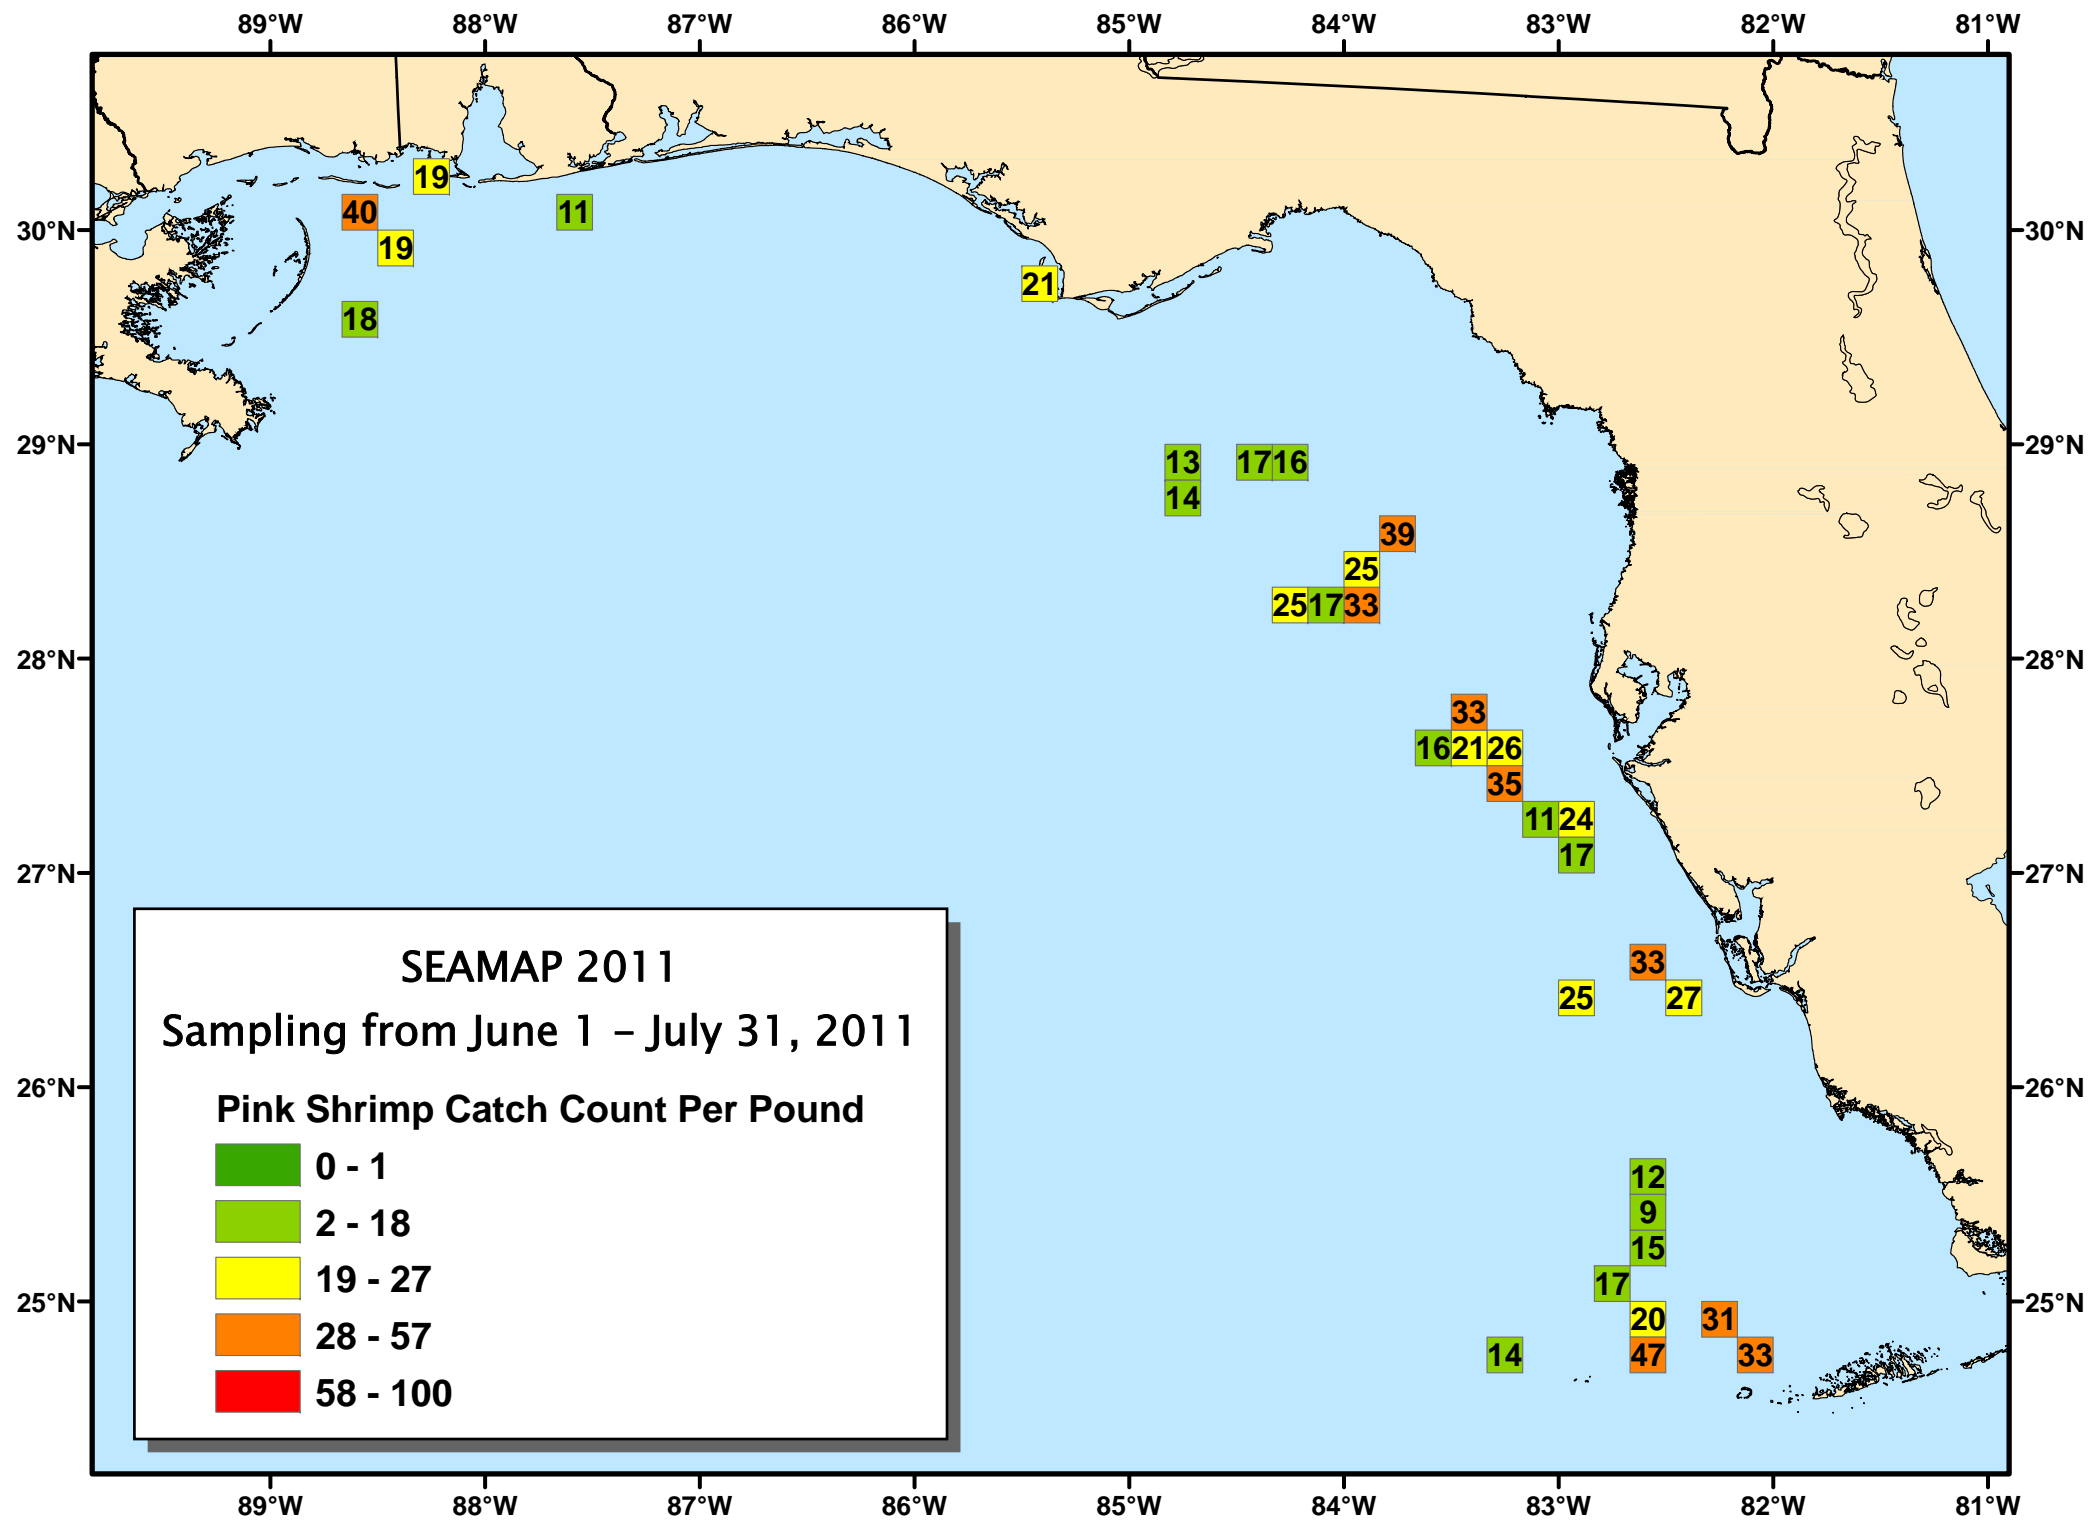 89°W 88°W 87°W 86°W 85°W 84°W 83°W 82°W 81°W
19
40 11
30°N 30°N
19
21
18
29°N 29°N
13 17 16
14
39
25
25 17 33
28°N 28°N
33
16 21 26
35
11 24
17
27°N 27°N
33
25 27
26°N 26°N
12
9
15
17
25°N 25°N
20 31
14 47 33
SEAMAP 2011
Sampling from June 1 - July 31, 2011
Pink Shrimp Catch Count Per Pound
0 - 1
2 - 18
19 - 27
28 - 57
58 - 100
89°W 88°W 87°W 86°W 85°W 84°W 83°W 82°W 81°W